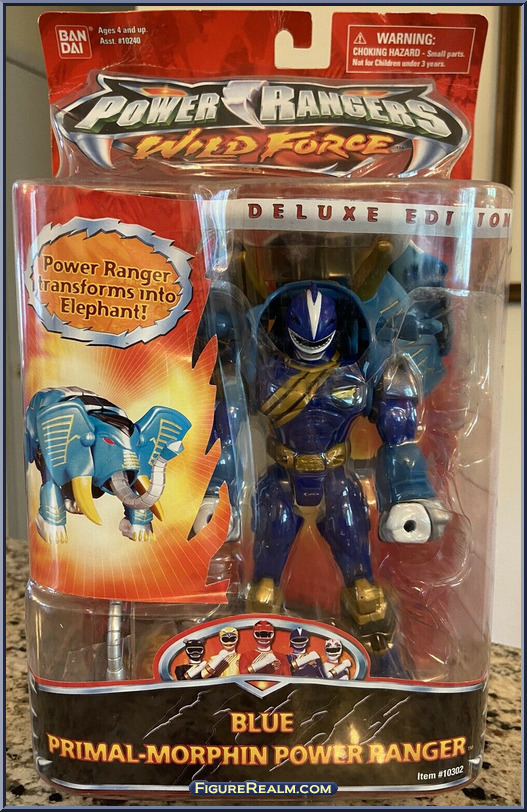 BAN
DAI
Ages 4 and up
Asst. #10240
WARNING:
CHOKING HAZARD - Small parts.
Not for Children under 3 years.
POWER RANGERS
WILD FORCE
DELUXE EDITION
Power Ranger
transforms into
Elephant!
BLUE
PRIMAL-MORPHIN POWER RANGER™
Item #10302
FIGUREREALM.COM